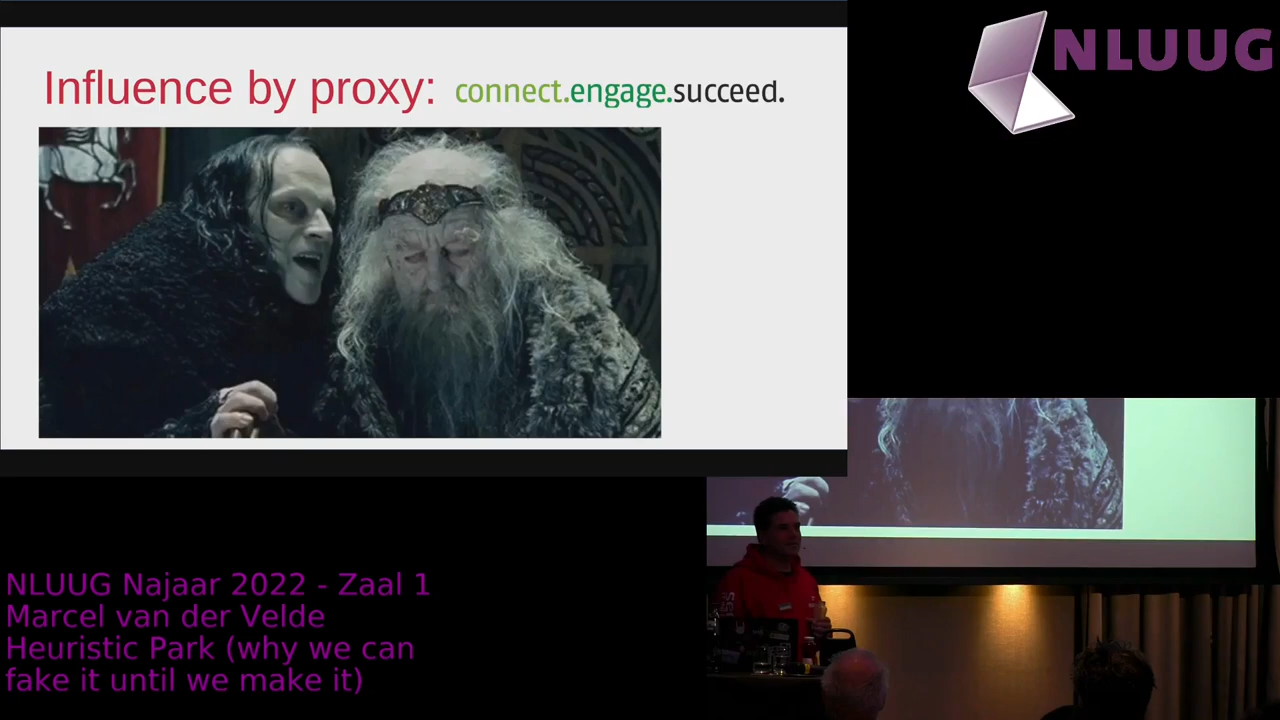 Influence by proxy: connect.engage.succeed.
NLUUG
NLUUG Najaar 2022 - Zaal 1
Marcel van der Velde
Heuristic Park (why we can
fake it until we make it)